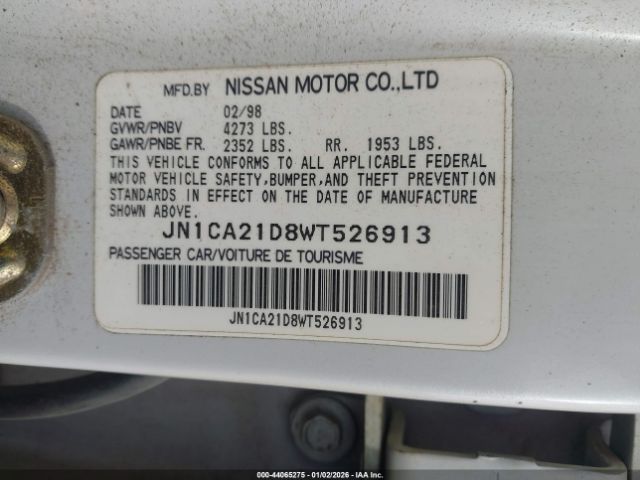 MFD.BY NISSAN MOTOR CO.,LTD
DATE 02/98
GVWR/PNBV 4273 LBS.
GAWR/PNBE FR. 2352 LBS. RR. 1953 LBS.
THIS VEHICLE CONFORMS TO ALL APPLICABLE FEDERAL
MOTOR VEHICLE SAFETY,BUMPER,AND THEFT PREVENTION
STANDARDS IN EFFECT ON THE DATE OF MANUFACTURE
SHOWN ABOVE.
JN1CA21D8WT526913
PASSENGER CAR/VOITURE DE TOURISME
JN1CA21D8WT526913
000-44065275 - 01/02/2026 - IAA Inc.